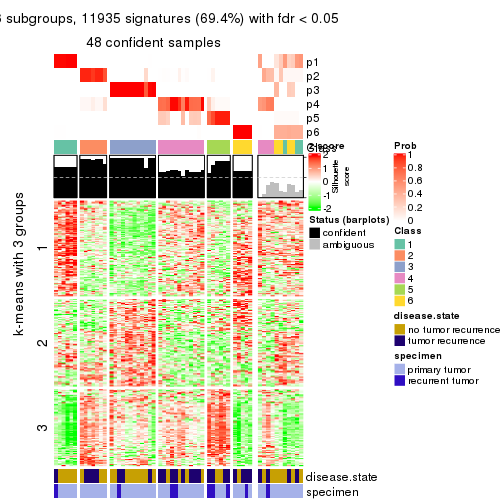 6 subgroups, 11935 signatures (69.4%) with fdr < 0.05
48 confident samples
p1
p2
p3
p4
p5
p6
Class
z-score
2
1
0
-1
-2
Silhouette
score
Status (barplots)
confident
ambiguous
Prob
1
0.8
0.6
0.4
0.2
0
Class
1
2
3
4
5
6
disease.state
no tumor recurrence
tumor recurrence
specimen
primary tumor
recurrent tumor
k-means with 3 groups
1
2
3
disease.state
specimen